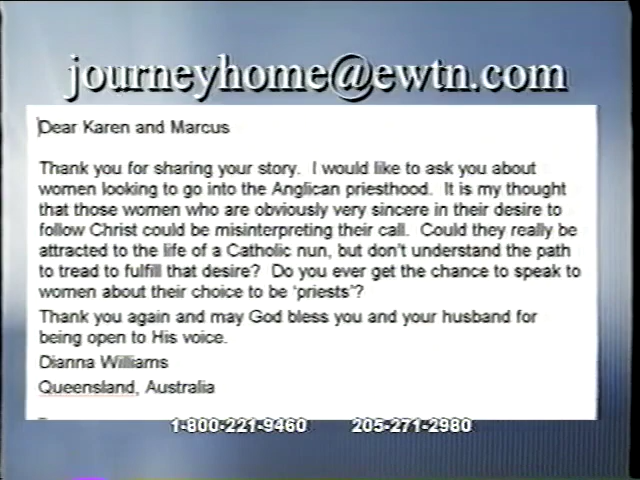 journeyhome@ewtn.com
Dear Karen and Marcus
Thank you for sharing your story. I would like to ask you about
women looking to go into the Anglican priesthood. It is my thought
that those women who are obviously very sincere in their desire to
follow Christ could be misinterpreting their call. Could they really be
attracted to the life of a Catholic nun, but don't understand the path
to tread to fulfill that desire? Do you ever get the chance to speak to
women about their choice to be 'priests'?
Thank you again and may God bless you and your husband for
being open to His voice.
Dianna Williams
Queensland, Australia
1-800-221-9460 205-271-2980